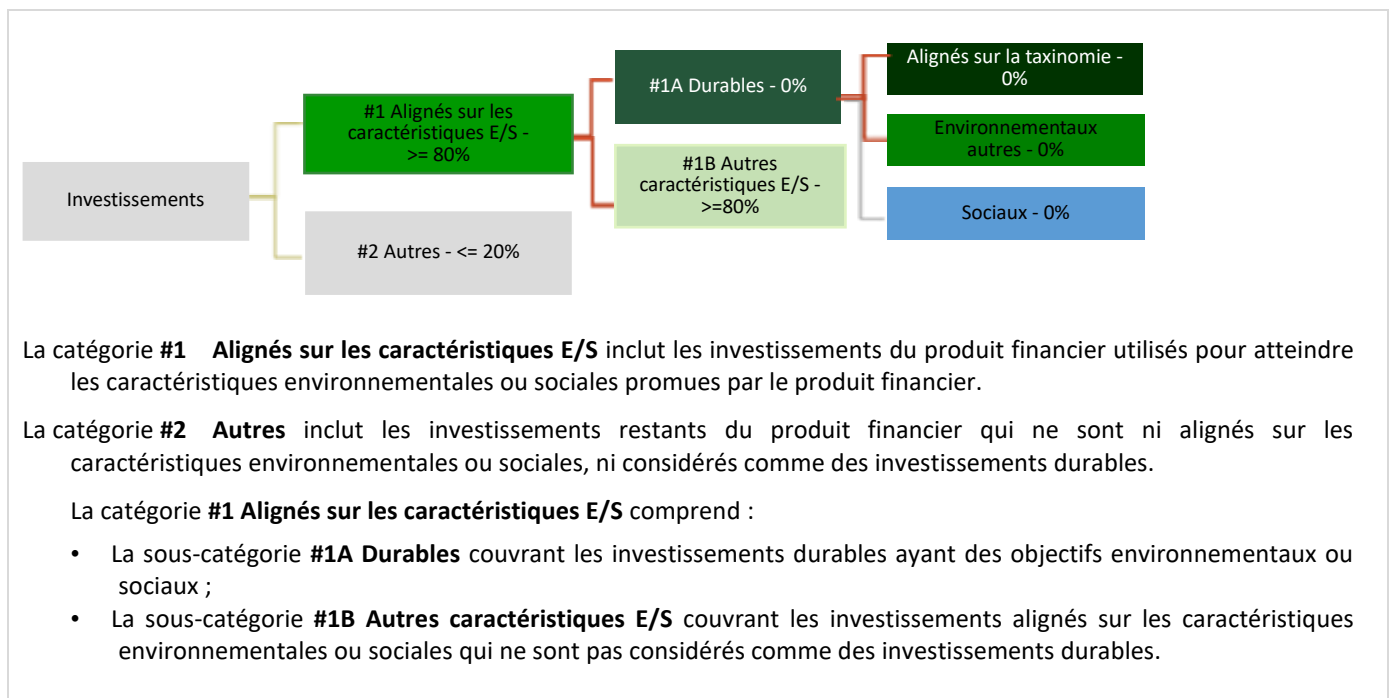 Investissements
#1 Alignés sur les
caractéristiques E/S -
>= 80%
#2 Autres - <= 20%
#1A Durables - 0%
#1B Autres
caractéristiques E/S -
>=80%
Alignés sur la taxinomie -
0%
Environnementaux
autres - 0%
Sociaux - 0%
La catégorie #1 Alignés sur les caractéristiques E/S inclut les investissements du produit financier utilisés pour atteindre
les caractéristiques environnementales ou sociales promues par le produit financier.
La catégorie #2 Autres inclut les investissements restants du produit financier qui ne sont ni alignés sur les
caractéristiques environnementales ou sociales, ni considérés comme des investissements durables.
La catégorie #1 Alignés sur les caractéristiques E/S comprend :
• La sous-catégorie #1A Durables couvrant les investissements durables ayant des objectifs environnementaux ou
sociaux ;
• La sous-catégorie #1B Autres caractéristiques E/S couvrant les investissements alignés sur les caractéristiques
environnementales ou sociales qui ne sont pas considérés comme des investissements durables.